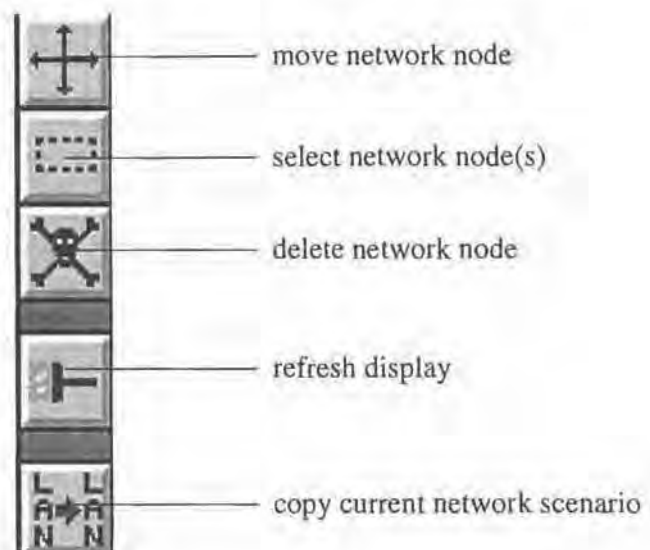 move network node
select network node(s)
delete network node
refresh display
L L
A A
N N
copy current network scenario